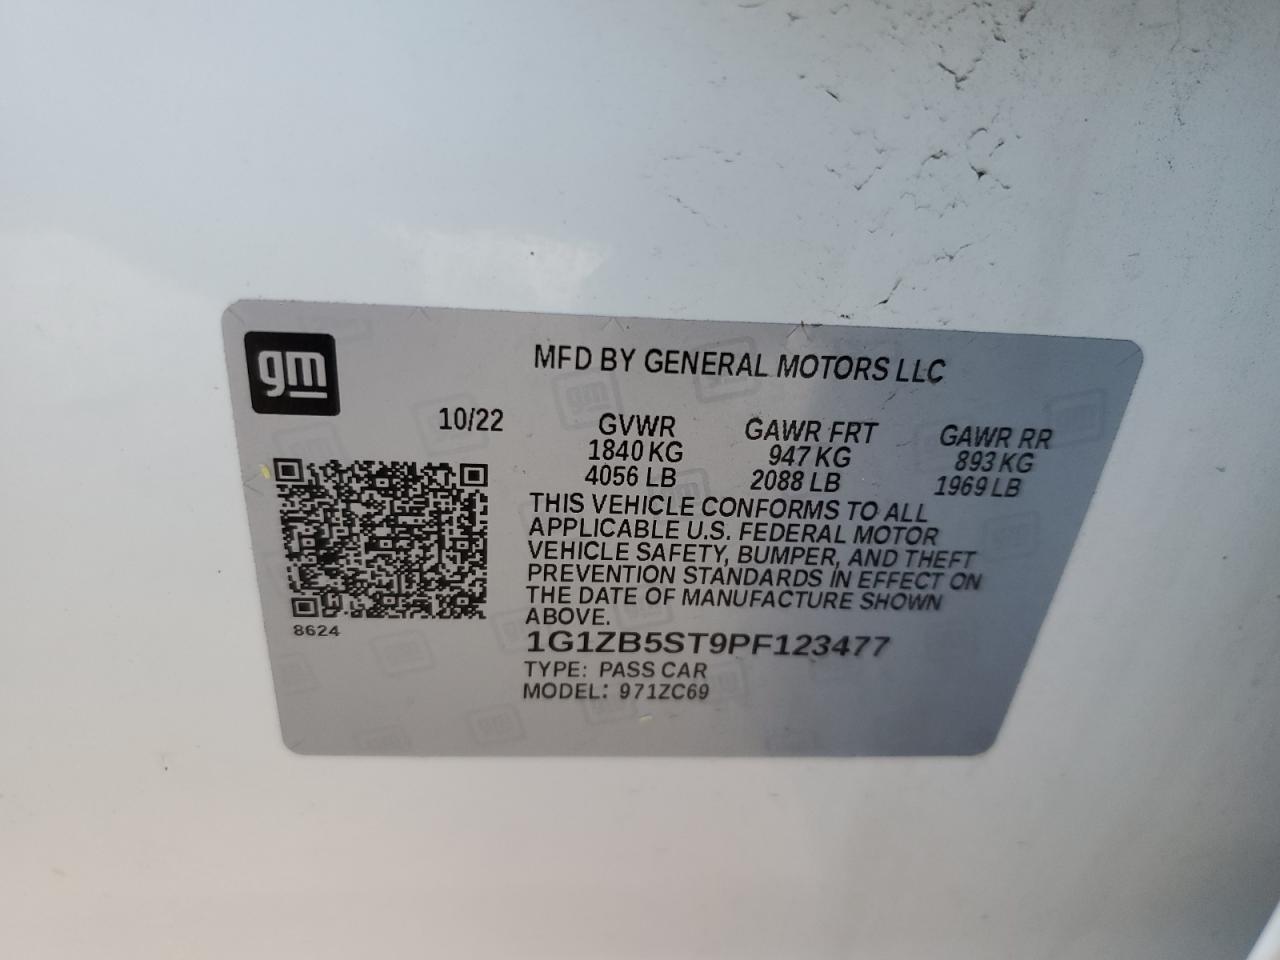 gm
MFD BY GENERAL MOTORS LLC
10/22 GVWR GAWR FRT GAWR RR
1840 KG 947 KG 893 KG
4056 LB 2088 LB 1969 LB
THIS VEHICLE CONFORMS TO ALL
APPLICABLE U.S. FEDERAL MOTOR
VEHICLE SAFETY, BUMPER, AND THEFT
PREVENTION STANDARDS IN EFFECT ON
THE DATE OF MANUFACTURE SHOWN
ABOVE.
8624
1G1ZB5ST9PF123477
TYPE: PASS CAR
MODEL: 971ZC69